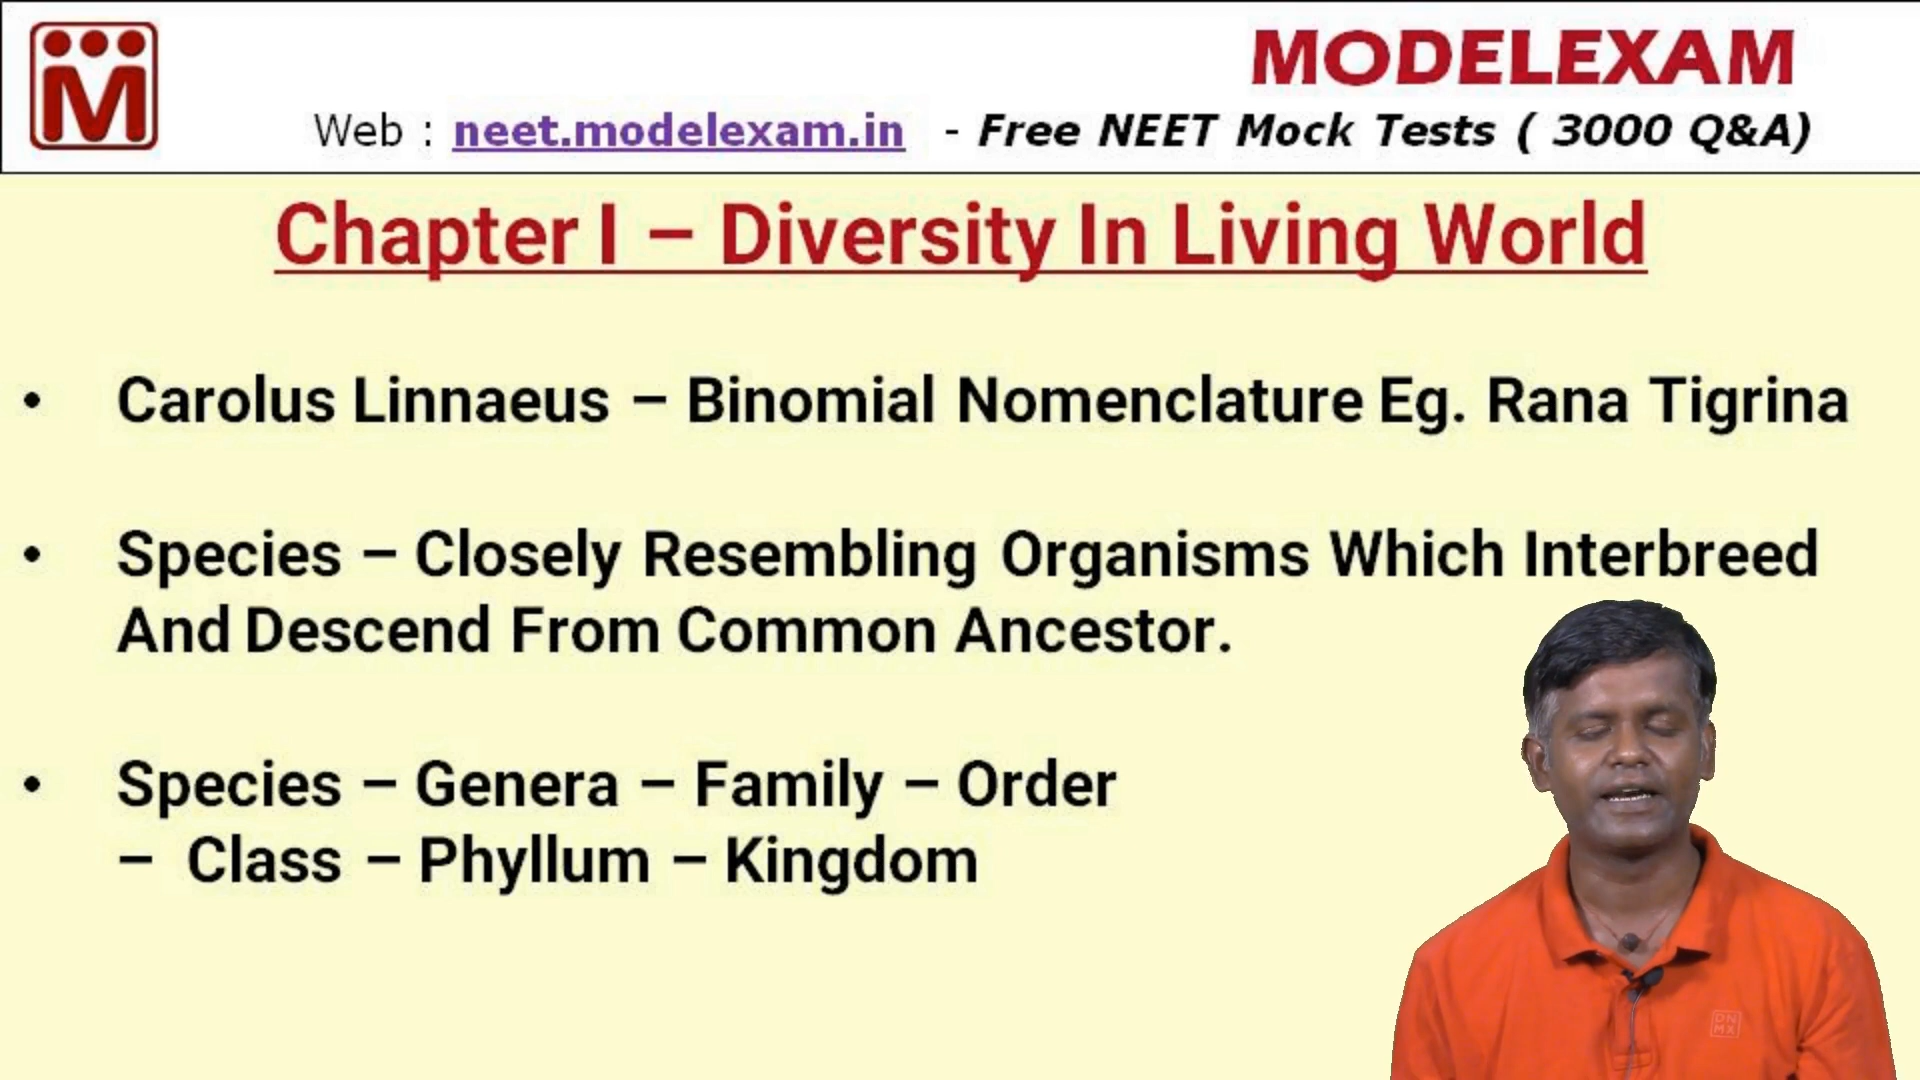 M
MODELEXAM
Web : neet.modelexam.in - Free NEET Mock Tests ( 3000 Q&A)
Chapter I – Diversity In Living World
• Carolus Linnaeus – Binomial Nomenclature Eg. Rana Tigrina
• Species – Closely Resembling Organisms Which Interbreed
And Descend From Common Ancestor.
• Species – Genera – Family – Order
– Class – Phyllum – Kingdom
DN
MX